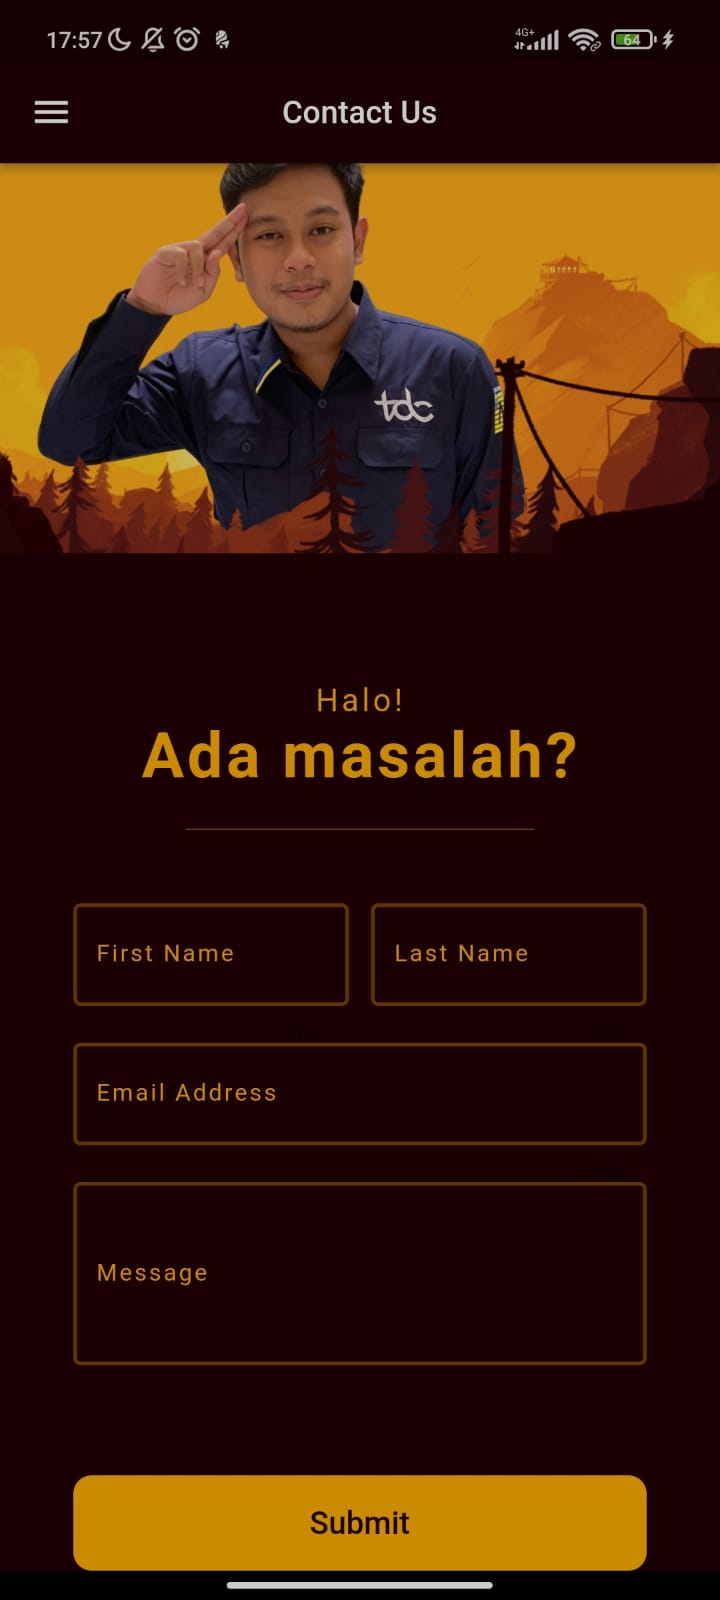 17:57
4G+
64
Contact Us
tdc
Halo!
Ada masalah?
First Name
Last Name
Email Address
Message
Submit